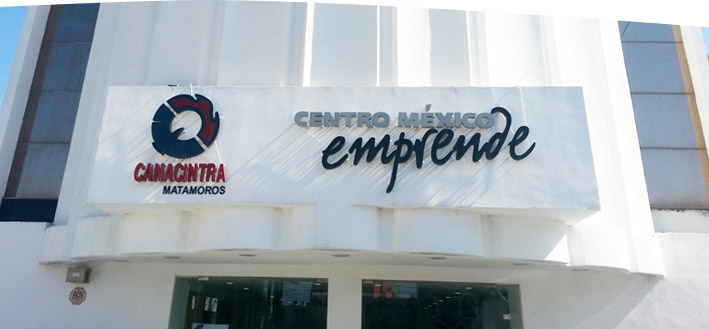 CANACINTRA
MATAMOROS
CENTRO MÉXICO
emprende